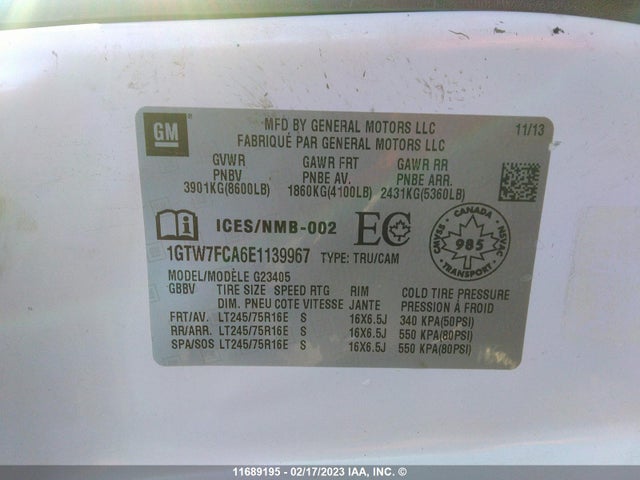 GM
MFD BY GENERAL MOTORS LLC 11/13
FABRIQUÉ PAR GENERAL MOTORS LLC
GVWR GAWR FRT GAWR RR
PNBV PNBE AV. PNBE ARR.
3901KG(8600LB) 1860KG(4100LB) 2431KG(5360LB)
ICES/NMB-002 EC
CANADA
CMVSS 985 NSVAC
TRANSPORT
1GTW7FCA6E1139967 TYPE: TRU/CAM
MODEL/MODÈLE G23405
GBBV TIRE SIZE SPEED RTG RIM COLD TIRE PRESSURE
DIM. PNEU COTE VITESSE JANTE PRESSION À FROID
FRT/AV. LT245/75R16E S 16X6.5J 340 KPA(50PSI)
RR/ARR. LT245/75R16E S 16X6.5J 550 KPA(80PSI)
SPA/SOS LT245/75R16E S 16X6.5J 550 KPA(80PSI)
11689195 - 02/17/2023 IAA, INC. ©